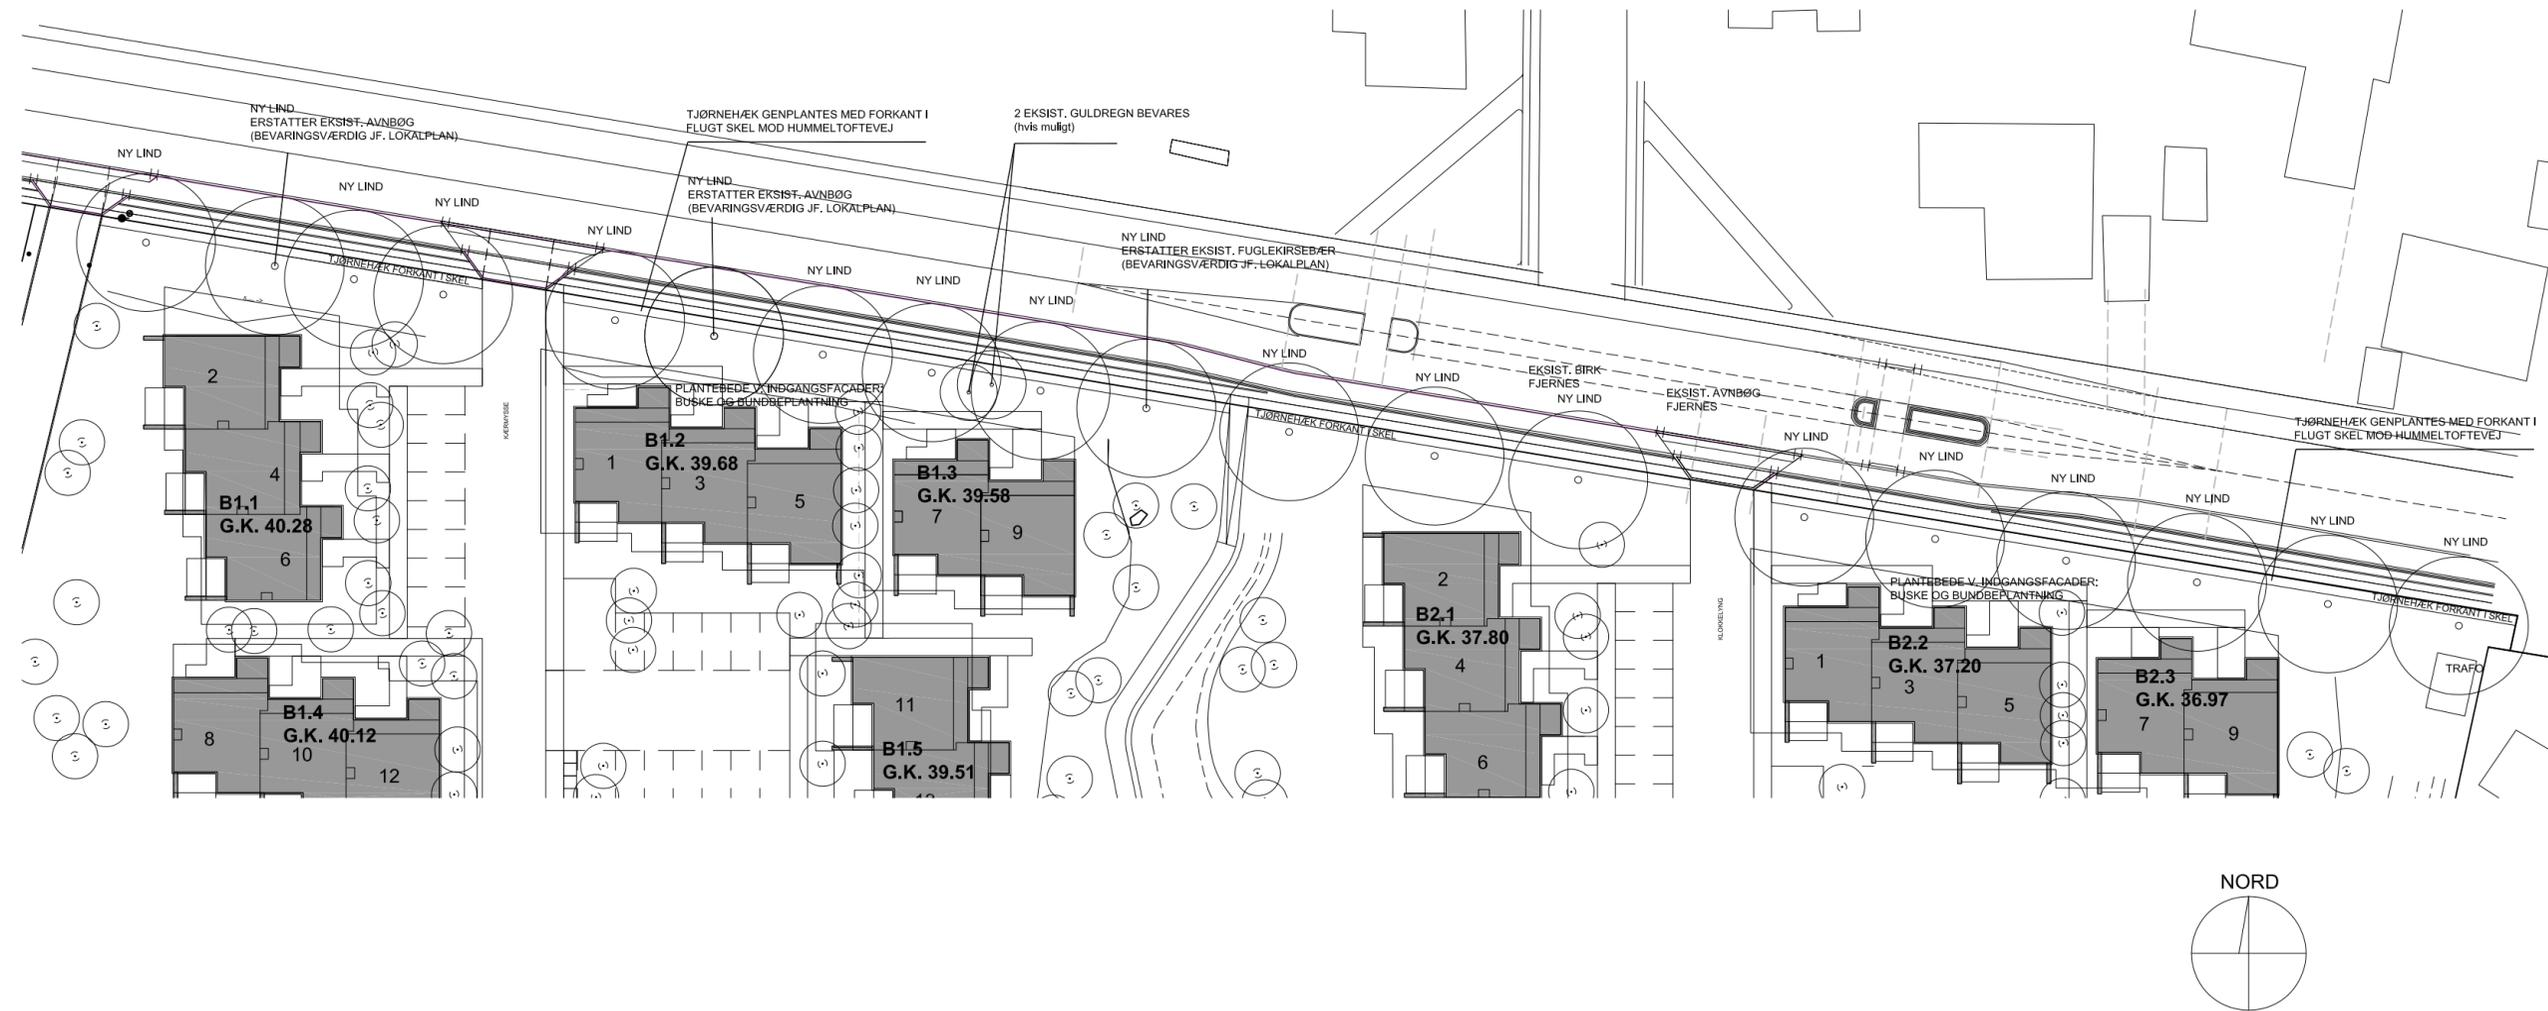 NY LIND
ERSTATTER EKSIST. AVNBØG
(BEVARINGSVÆRDIG JF. LOKALPLAN)
TJØRNEHÆK GENPLANTES MED FORKANT I
FLUGT SKEL MOD HUMMELTOFTEVEJ
2 EKSIST. GULDREGN BEVARES
(hvis muligt)
NY LIND
NY LIND
NY LIND
NY LIND
NY LIND
ERSTATTER EKSIST. AVNBØG
(BEVARINGSVÆRDIG JF. LOKALPLAN)
NY LIND
ERSTATTER EKSIST. FUGLEKIRSEBÆR
(BEVARINGSVÆRDIG JF. LOKALPLAN)
TJØRNEHÆK FORKANT I SKEL
NY LIND
NY LIND
NY LIND
NY LIND
NY LIND
EKSIST. BIRK
FJERNES
NY LIND
EKSIST. AVNBØG
FJERNES
TJØRNEHÆK FORKANT I SKEL
NY LIND
NY LIND
NY LIND
NY LIND
NY LIND
NY LIND
TJØRNEHÆK GENPLANTES MED FORKANT I
FLUGT SKEL MOD HUMMELTOFTEVEJ
TJØRNEHÆK FORKANT I SKEL
TRAFO
2
4
B1.1
G.K. 40.28
6
KÆRMYSSE
PLANTEBEDE V. INDGANGSFACADER:
BUSKE OG BUNDBEPLANTNING
B1.2
G.K. 39.68
1
3
5
B1.3
G.K. 39.58
7
9
B1.4
G.K. 40.12
8
10
12
11
B1.5
G.K. 39.51
12
2
B2.1
G.K. 37.80
4
6
KLOKKELYNG
PLANTEBEDE V. INDGANGSFACADER:
BUSKE OG BUNDBEPLANTNING
B2.2
G.K. 37.20
1
3
5
B2.3
G.K. 36.97
7
9
NORD